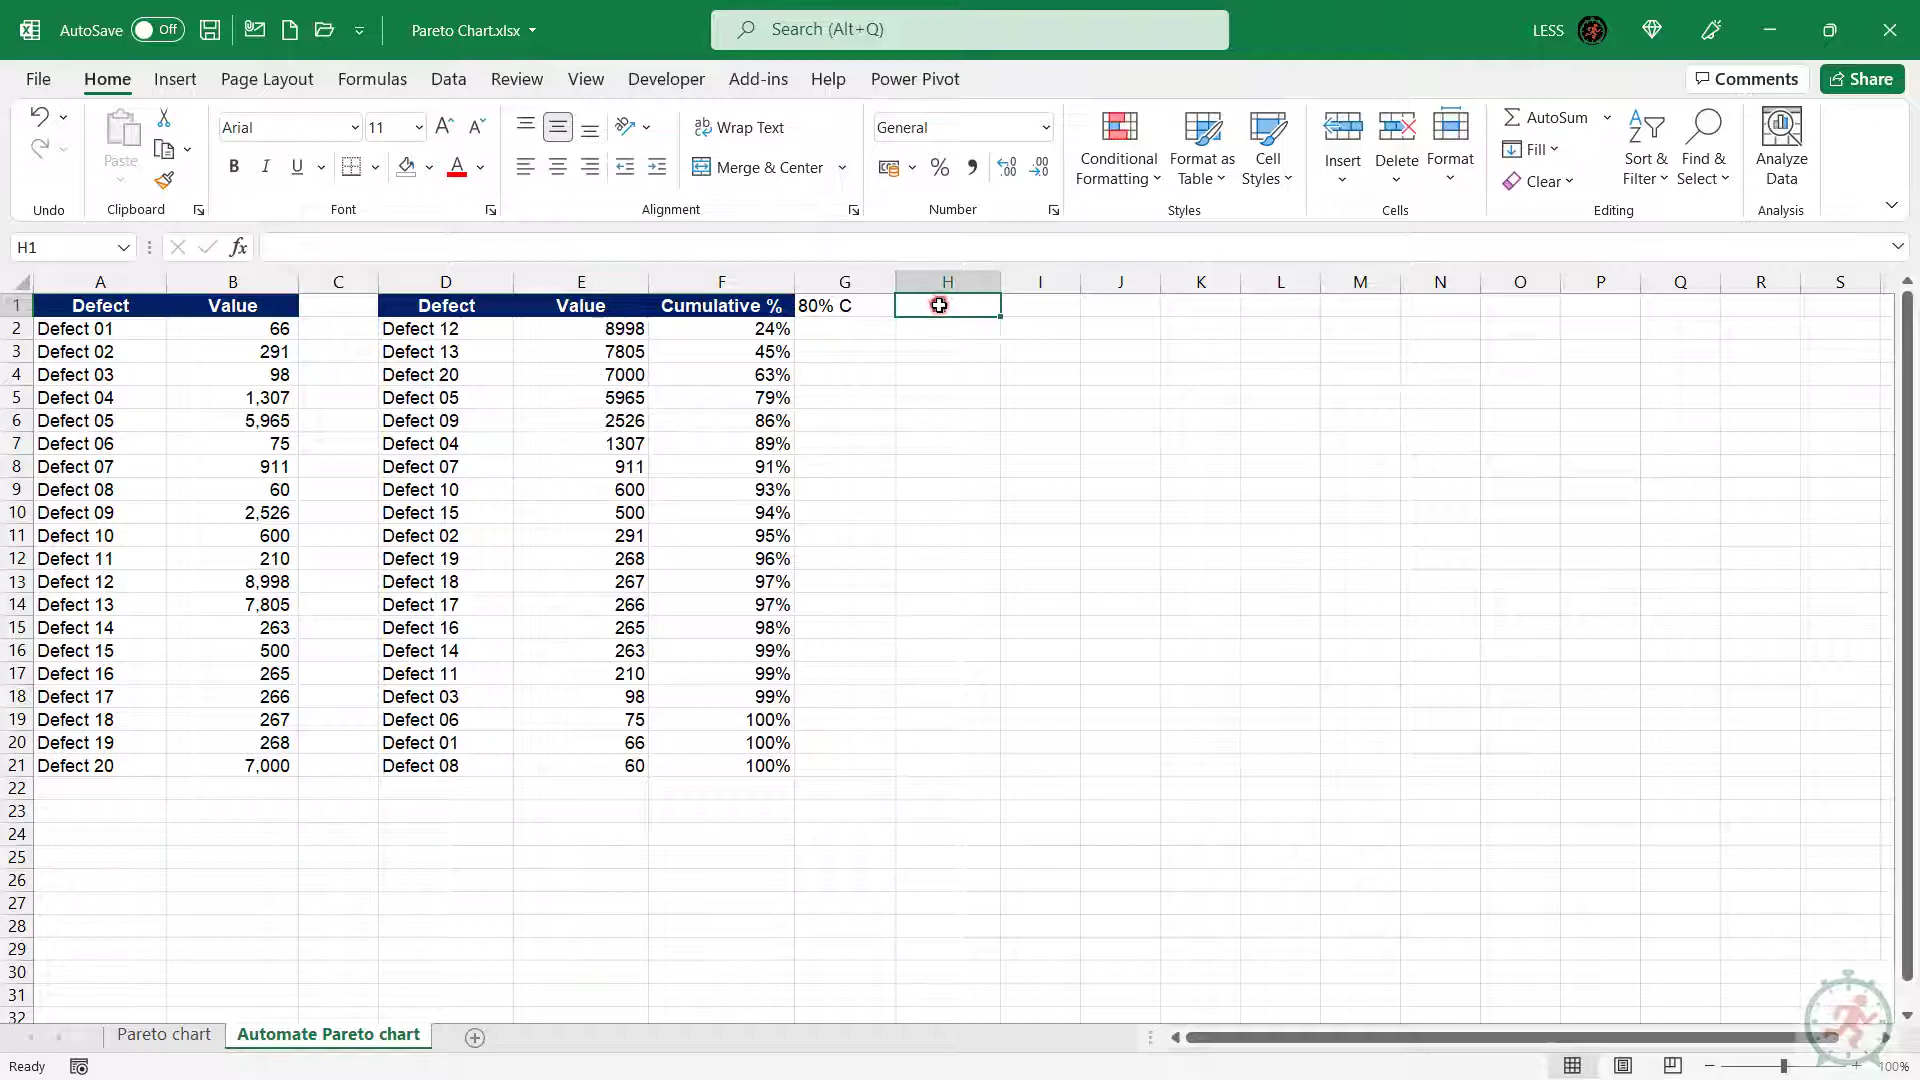 AutoSave Off Pareto Chart.xlsx Search (Alt+Q) LESS
File Home Insert Page Layout Formulas Data Review View Developer Add-ins Help Power Pivot Comments Share
Arial 11 Wrap Text General AutoSum
Paste Merge & Center Conditional Formatting Format as Table Cell Styles Insert Delete Format Fill Clear Sort & Filter Find & Select Analyze Data
Undo Clipboard Font Alignment Number Styles Cells Editing Analysis
H1 fx
A B C D E F G H I J K L M N O P Q R S
1 Defect Value Defect Value Cumulative % 80% C
2 Defect 01 66 Defect 12 8998 24%
3 Defect 02 291 Defect 13 7805 45%
4 Defect 03 98 Defect 20 7000 63%
5 Defect 04 1,307 Defect 05 5965 79%
6 Defect 05 5,965 Defect 09 2526 86%
7 Defect 06 75 Defect 04 1307 89%
8 Defect 07 911 Defect 07 911 91%
9 Defect 08 60 Defect 10 600 93%
10 Defect 09 2,526 Defect 15 500 94%
11 Defect 10 600 Defect 02 291 95%
12 Defect 11 210 Defect 19 268 96%
13 Defect 12 8,998 Defect 18 267 97%
14 Defect 13 7,805 Defect 17 266 97%
15 Defect 14 263 Defect 16 265 98%
16 Defect 15 500 Defect 14 263 99%
17 Defect 16 265 Defect 11 210 99%
18 Defect 17 266 Defect 03 98 99%
19 Defect 18 267 Defect 06 75 100%
20 Defect 19 268 Defect 01 66 100%
21 Defect 20 7,000 Defect 08 60 100%
22
23
24
25
26
27
28
29
30
31
32
Pareto chart Automate Pareto chart
Ready 100%